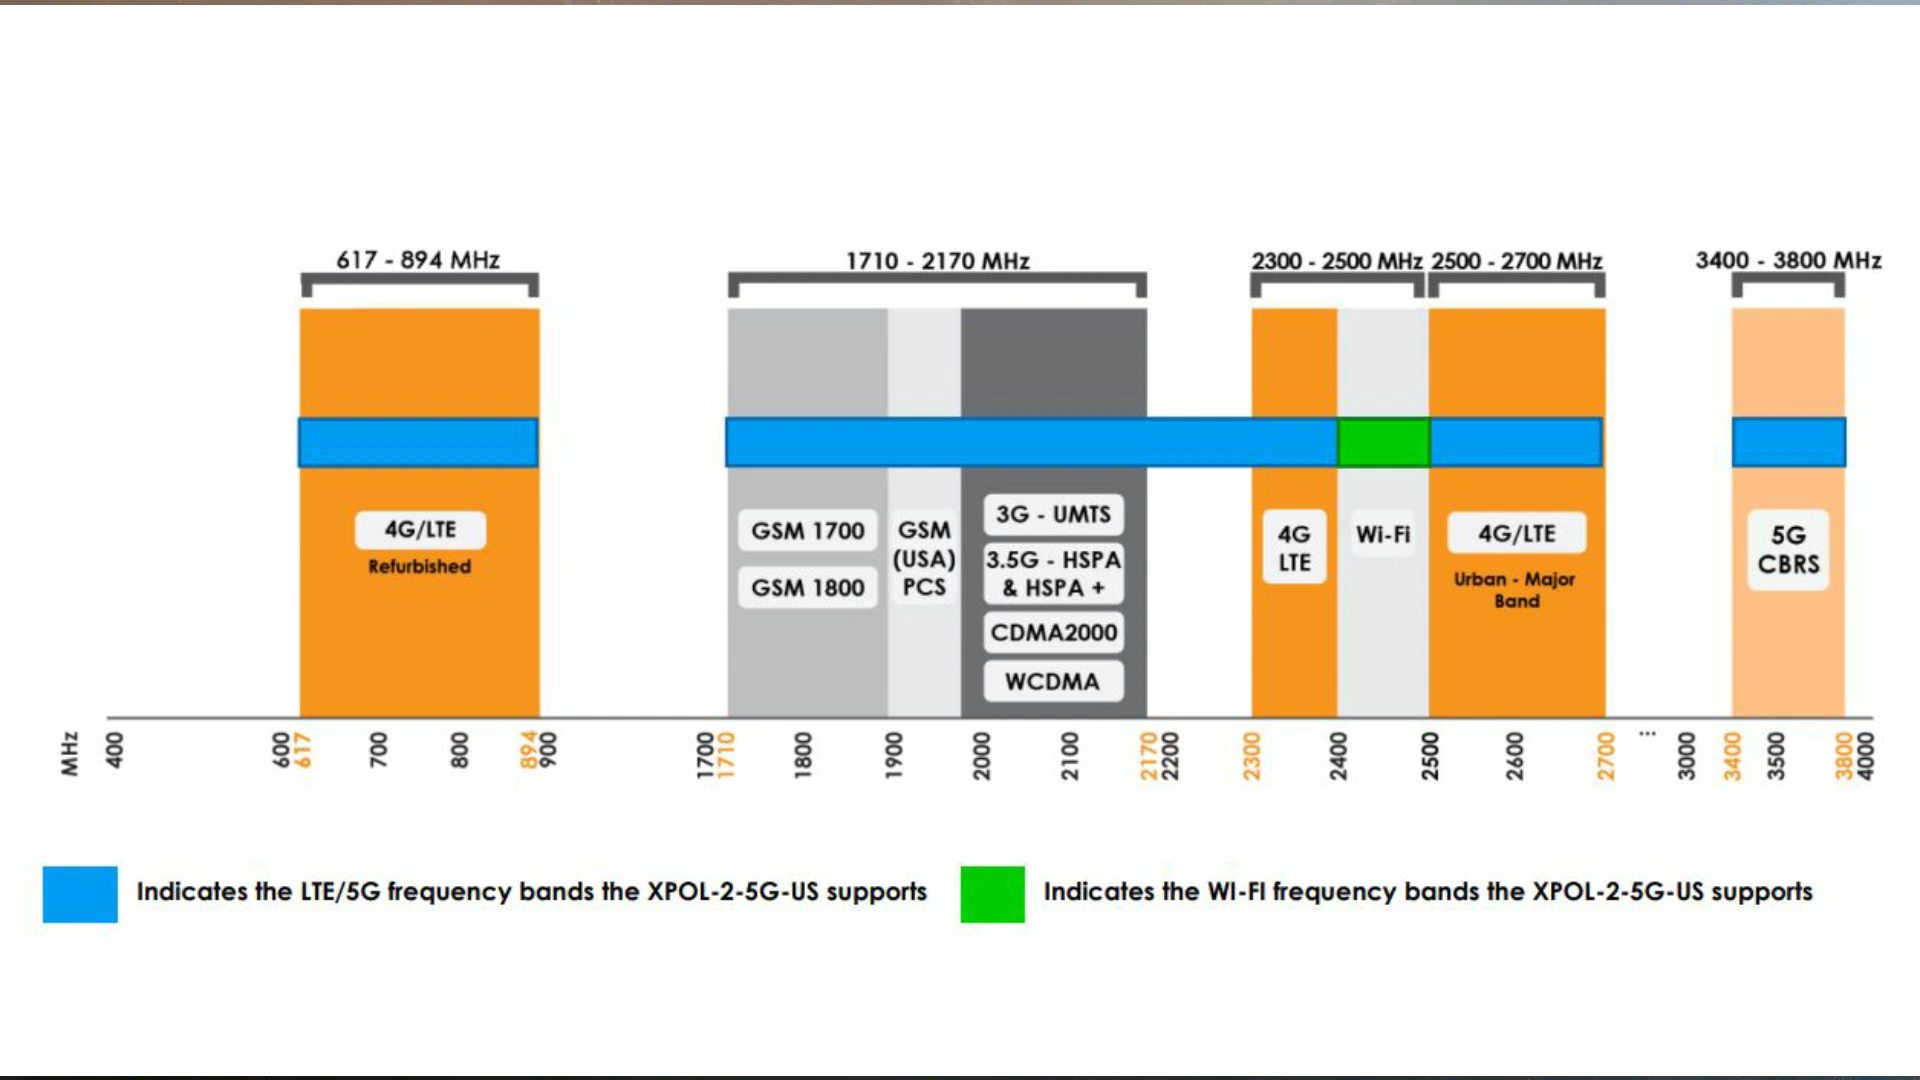 617 - 894 MHz
1710 - 2170 MHz
2300 - 2500 MHz
2500 - 2700 MHz
3400 - 3800 MHz
4G/LTE
Refurbished
GSM 1700
GSM 1800
GSM
(USA)
PCS
3G - UMTS
3.5G - HSPA
& HSPA +
CDMA2000
WCDMA
4G
LTE
Wi-Fi
4G/LTE
Urban - Major
Band
5G
CBRS
MHz
400
600
617
700
800
894
900
1700
1710
1800
1900
2000
2100
2170
2200
2300
2400
2500
2600
2700
...
3000
3400
3500
3800
4000
Indicates the LTE/5G frequency bands the XPOL-2-5G-US supports
Indicates the WI-FI frequency bands the XPOL-2-5G-US supports